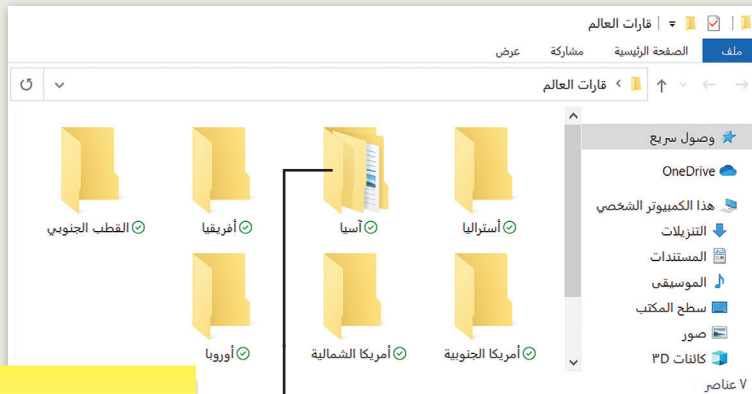 قارات العالم
ملف الصفحة الرئيسية مشاركة عرض
قارات العالم
وصول سريع
OneDrive
هذا الكمبيوتر الشخصي
التنزيلات
المستندات
الموسيقى
سطح المكتب
صور
كائنات ٣D
٧ عناصر
أستراليا آسيا أفريقيا القطب الجنوبي
أمريكا الجنوبية أمريكا الشمالية أوروبا